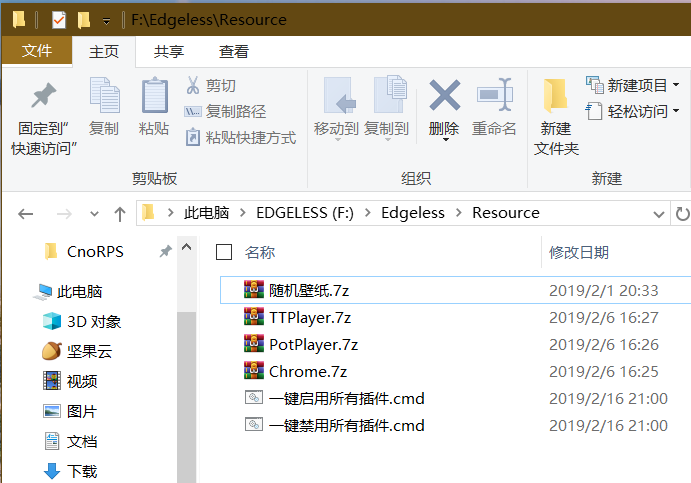 F:\Edgeless\Resource
文件 主页 共享 查看
固定到"快速访问"
复制
粘贴
剪切
复制路径
粘贴快捷方式
移动到
复制到
删除
重命名
新建文件夹
新建项目
轻松访问
剪贴板 组织 新建
此电脑 EDGELESS (F:) Edgeless Resource
CnoRPS
此电脑
3D 对象
坚果云
视频
图片
文档
下载
名称 修改日期
随机壁纸.7z 2019/2/1 20:33
TTPlayer.7z 2019/2/6 16:27
PotPlayer.7z 2019/2/6 16:26
Chrome.7z 2019/2/6 16:25
一键启用所有插件.cmd 2019/2/16 21:00
一键禁用所有插件.cmd 2019/2/16 21:00